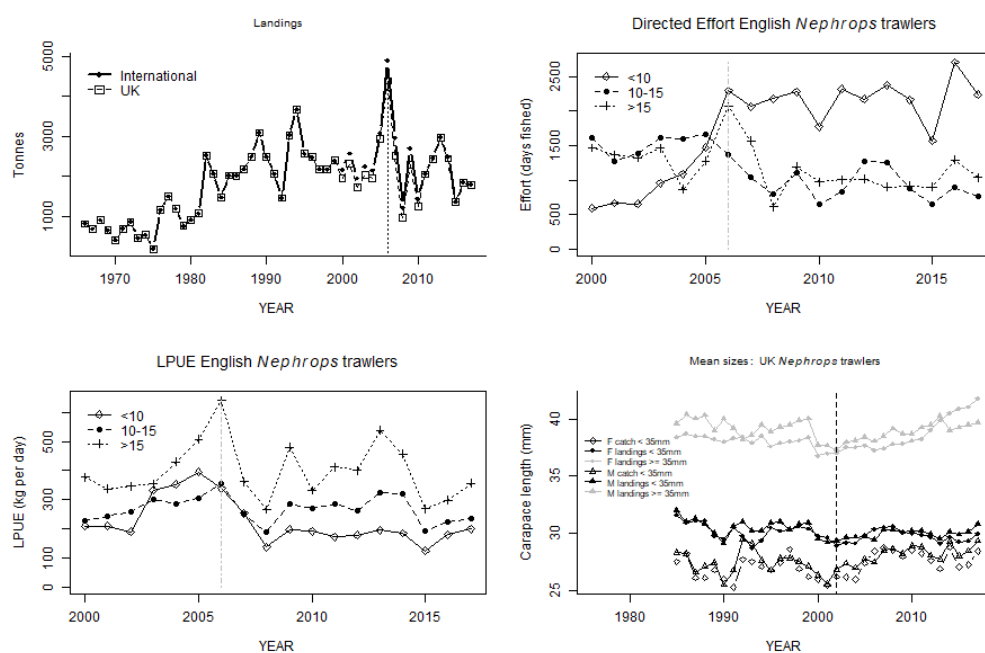 Landings
Tonnes
5000
3000
1000
International
UK
1970 1980 1990 2000 2010
YEAR
Directed Effort English Nephrops trawlers
Effort (days fished)
2500
1500
500
0
<10
10-15
>15
2000 2005 2010 2015
YEAR
LPUE English Nephrops trawlers
LPUE (kg per day)
500
300
100
0
<10
10-15
>15
2000 2005 2010 2015
YEAR
Mean sizes: UK Nephrops trawlers
Carapace length (mm)
40
35
30
25
F catch < 35mm
F landings < 35mm
F landings >= 35mm
M catch < 35mm
M landings < 35mm
M landings >= 35mm
1980 1990 2000 2010
YEAR